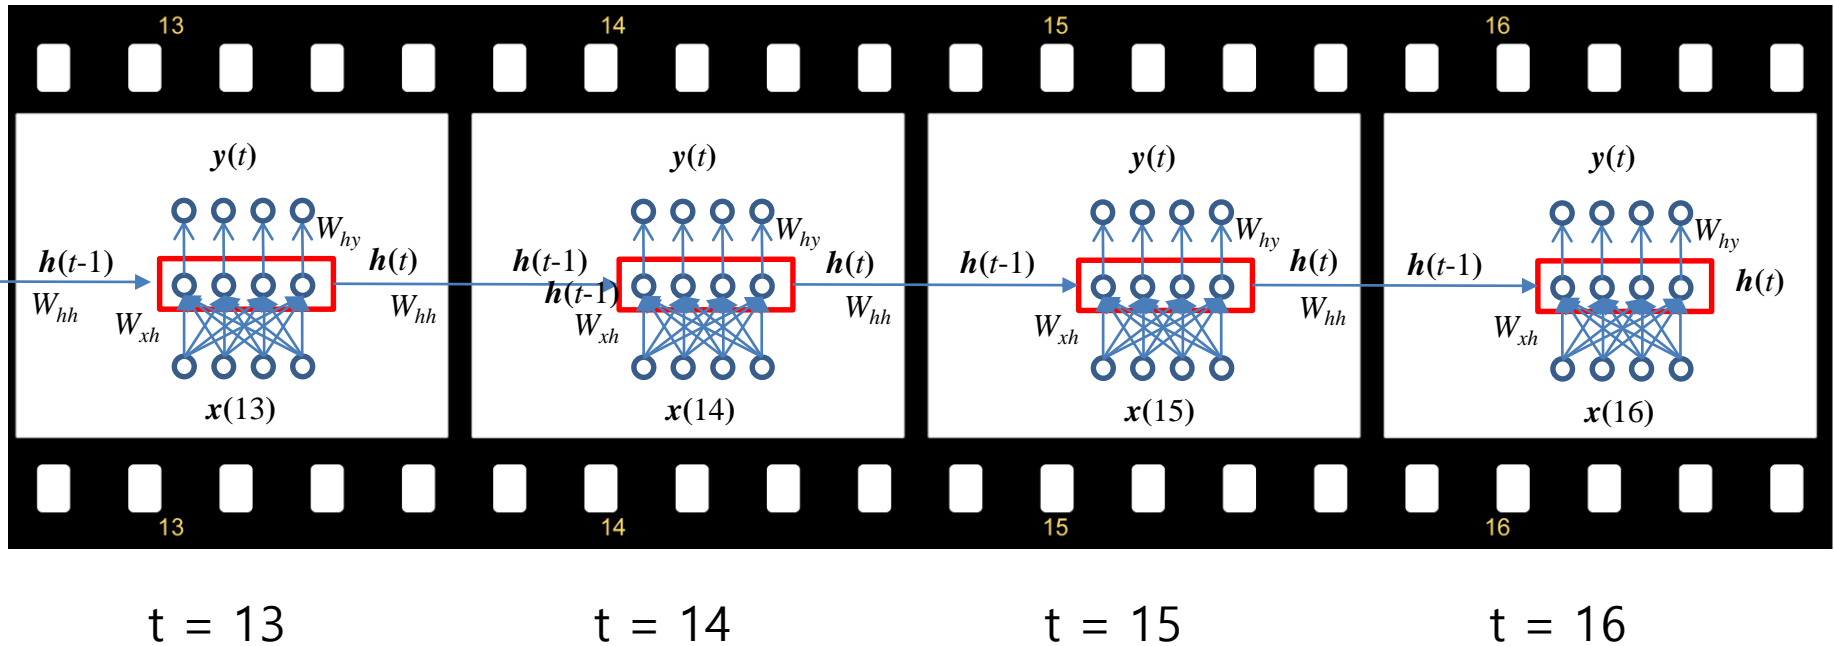 13 14 15 16
y(t) y(t) y(t) y(t)
Why Why Why Why
h(t-1) h(t) h(t-1) h(t) h(t-1) h(t) h(t-1) h(t)
h(t-1)
Whh Whh Whh Whh
Wxh Wxh Wxh Wxh
x(13) x(14) x(15) x(16)
13 14 15 16
t = 13 t = 14 t = 15 t = 16